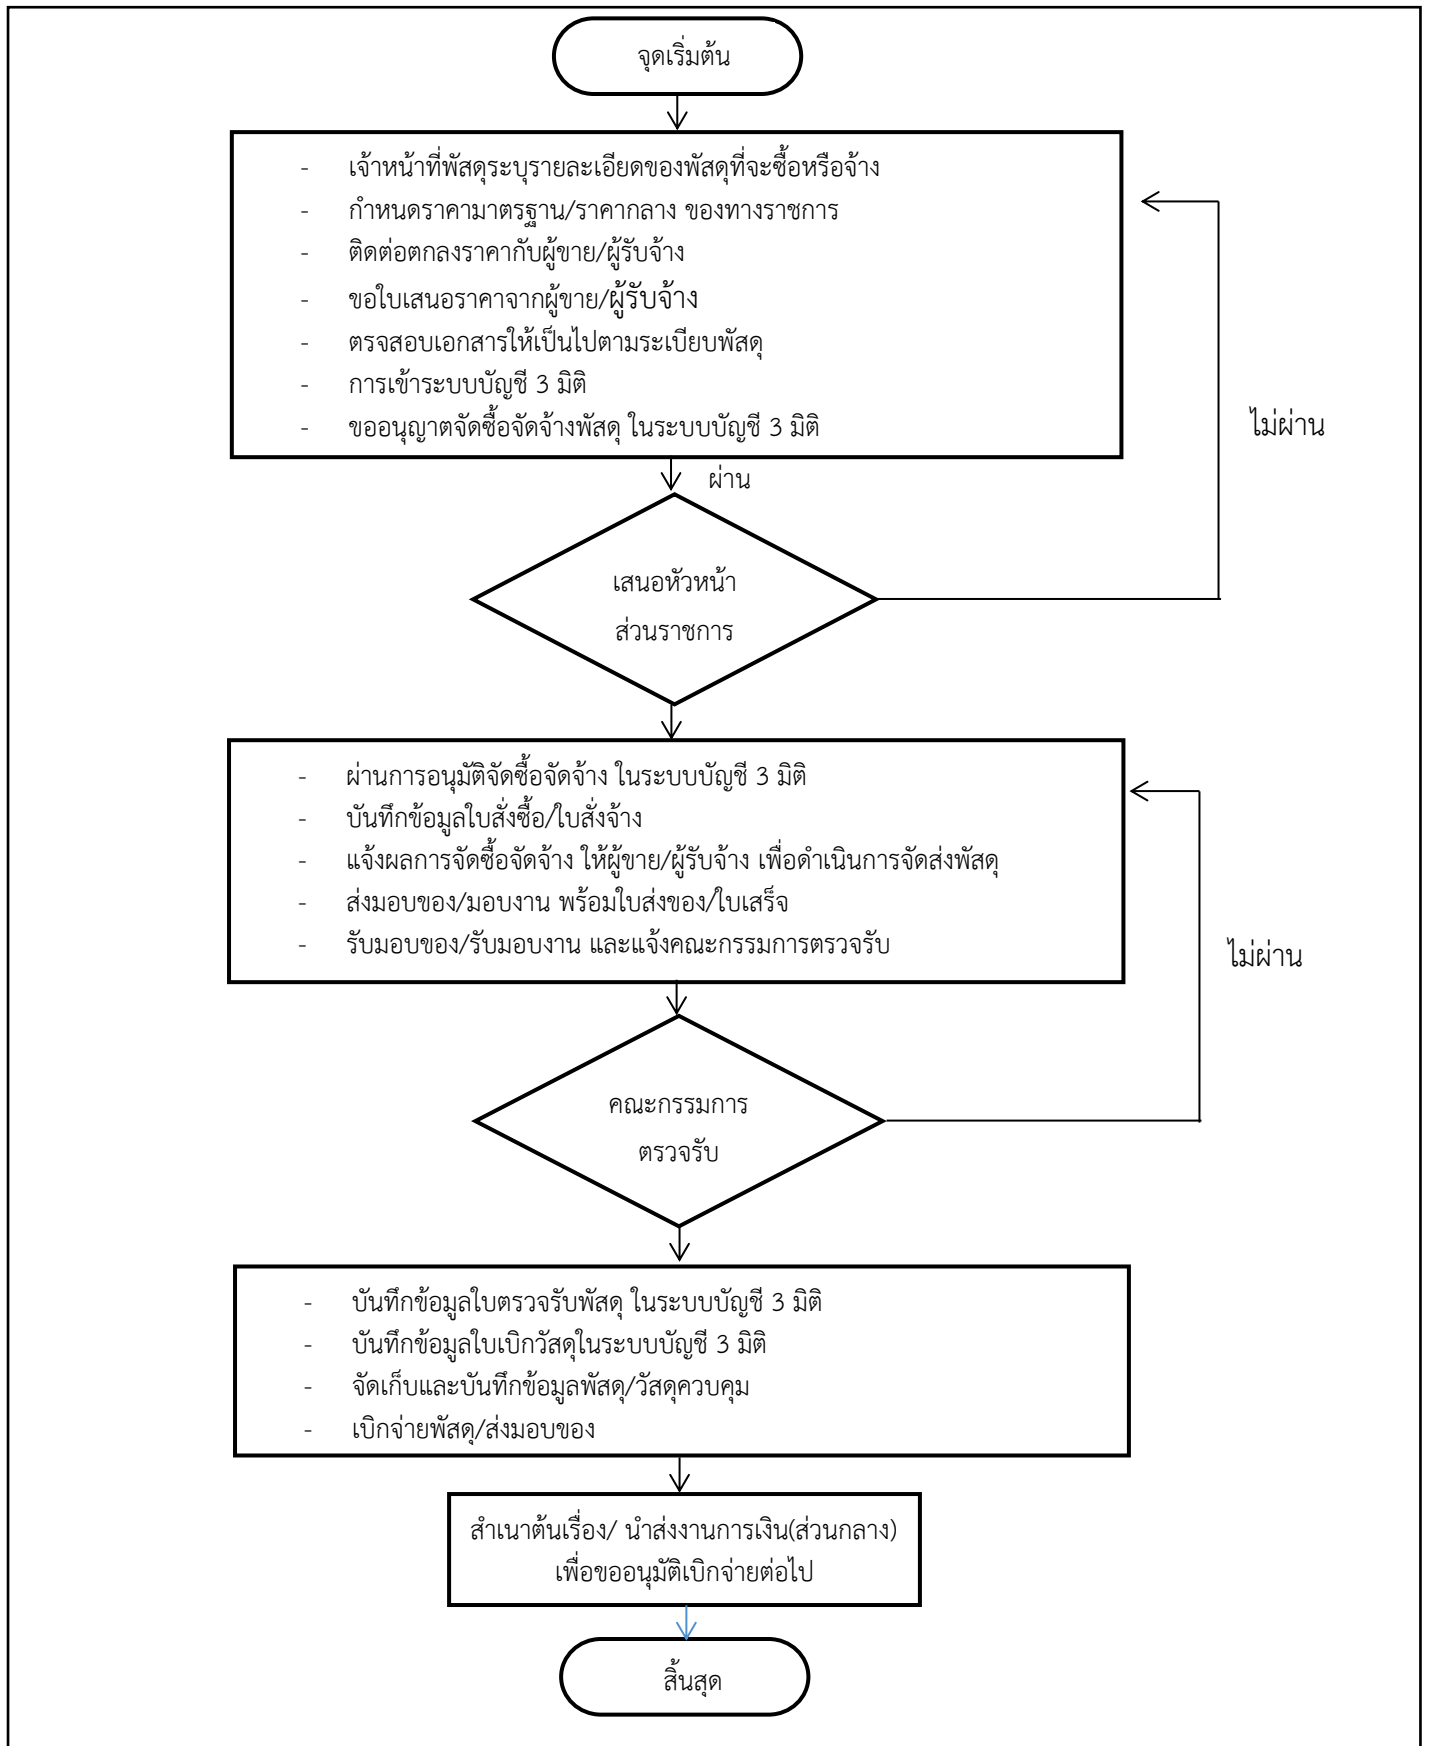 จุดเริ่มต้น
- เจ้าหน้าที่พัสดุระบุรายละเอียดของพัสดุที่จะซื้อหรือจ้าง
- กำหนดราคามาตรฐาน/ราคากลาง ของทางราชการ
- ติดต่อตกลงราคากับผู้ขาย/ผู้รับจ้าง
- ขอใบเสนอราคาจากผู้ขาย/ผู้รับจ้าง
- ตรจสอบเอกสารให้เป็นไปตามระเบียบพัสดุ
- การเข้าระบบบัญชี 3 มิติ
- ขออนุญาตจัดซื้อจัดจ้างพัสดุ ในระบบบัญชี 3 มิติ
ไม่ผ่าน
ผ่าน
เสนอหัวหน้า
ส่วนราชการ
- ผ่านการอนุมัติจัดซื้อจัดจ้าง ในระบบบัญชี 3 มิติ
- บันทึกข้อมูลใบสั่งซื้อ/ใบสั่งจ้าง
- แจ้งผลการจัดซื้อจัดจ้าง ให้ผู้ขาย/ผู้รับจ้าง เพื่อดำเนินการจัดส่งพัสดุ
- ส่งมอบของ/มอบงาน พร้อมใบส่งของ/ใบเสร็จ
- รับมอบของ/รับมอบงาน และแจ้งคณะกรรมการตรวจรับ
ไม่ผ่าน
คณะกรรมการ
ตรวจรับ
- บันทึกข้อมูลใบตรวจรับพัสดุ ในระบบบัญชี 3 มิติ
- บันทึกข้อมูลใบเบิกวัสดุในระบบบัญชี 3 มิติ
- จัดเก็บและบันทึกข้อมูลพัสดุ/วัสดุควบคุม
- เบิกจ่ายพัสดุ/ส่งมอบของ
สำเนาต้นเรื่อง/ นำส่งงานการเงิน(ส่วนกลาง)
เพื่อขออนุมัติเบิกจ่ายต่อไป
สิ้นสุด